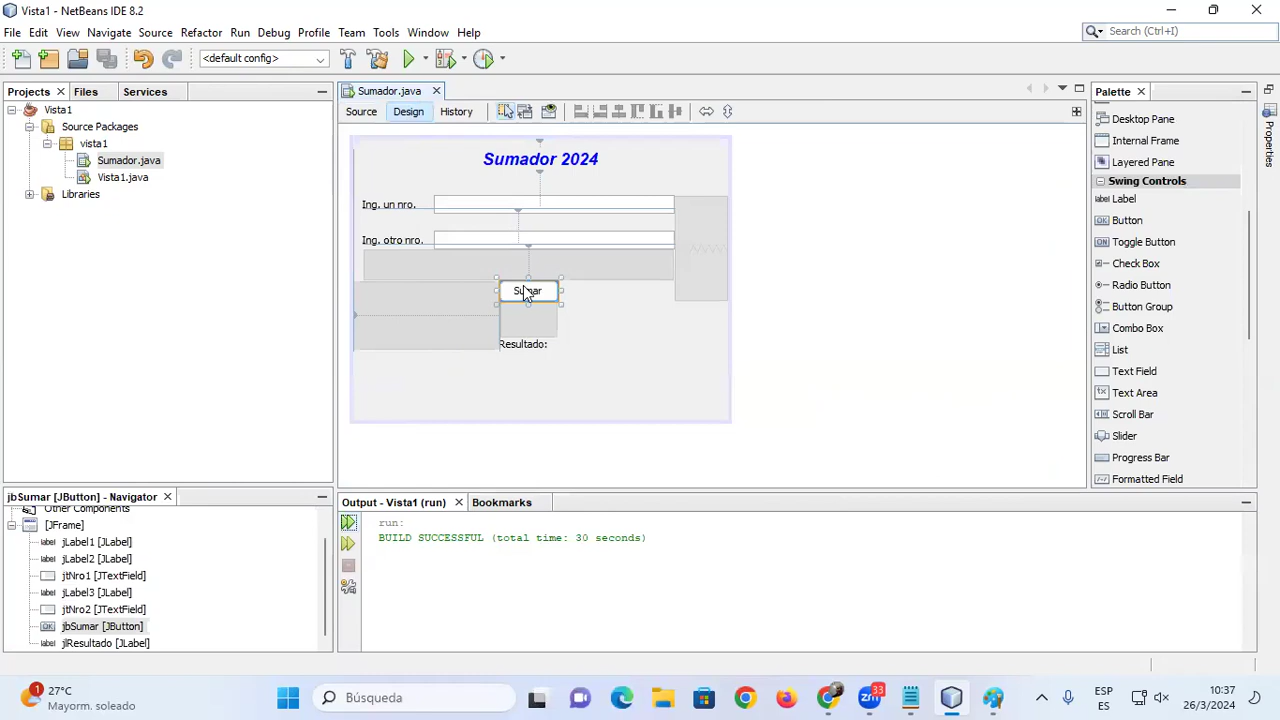 Vista1 - NetBeans IDE 8.2
File Edit View Navigate Source Refactor Run Debug Profile Team Tools Window Help
Search (Ctrl+I)
<default config>
Projects Files Services
Vista1
Source Packages
vista1
Sumador.java
Vista1.java
Libraries
Sumador.java
Source Design History
Sumador 2024
Ing. un nro.
Ing. otro nro.
Sumar
Resultado:
Palette
Desktop Pane
Internal Frame
Layered Pane
Swing Controls
Label
Button
Toggle Button
Check Box
Radio Button
Button Group
Combo Box
List
Text Field
Text Area
Scroll Bar
Slider
Progress Bar
Formatted Field
Properties
jbSumar [JButton] - Navigator
Other Components
[JFrame]
jLabel1 [JLabel]
jLabel2 [JLabel]
jtNro1 [JTextField]
jLabel3 [JLabel]
jtNro2 [JTextField]
jbSumar [JButton]
jlResultado [JLabel]
Output - Vista1 (run) Bookmarks
run:
BUILD SUCCESSFUL (total time: 30 seconds)
1
27°C
Mayorm. soleado
Búsqueda
33
ESP
ES
10:37
26/3/2024